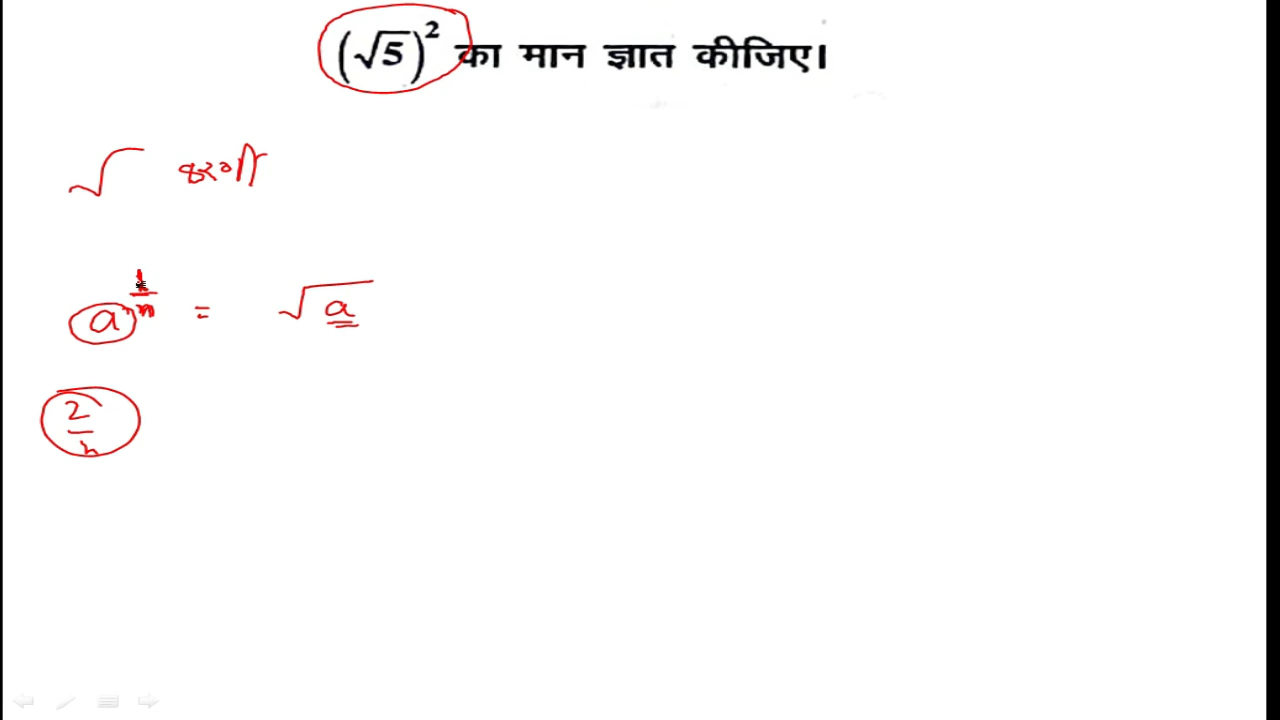 (√5)² का मान ज्ञात कीजिए।
√ करणी
a^(1/n) = √a
2/n